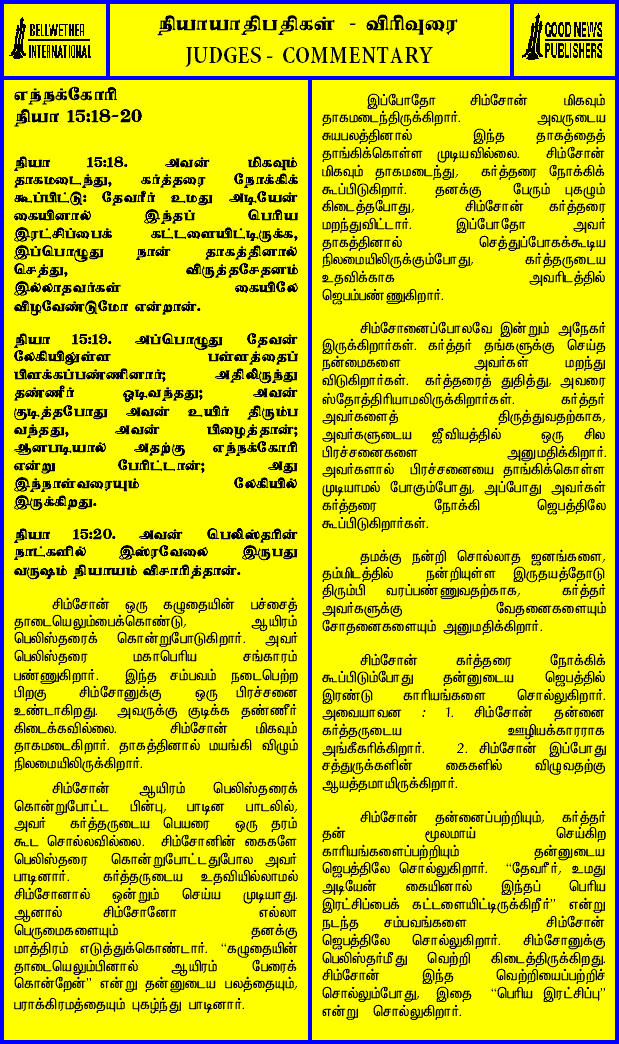 BELLWETHER
INTERNATIONAL
நியாயாதிபதிகள் - விரிவுரை
JUDGES - COMMENTARY
GOOD NEWS
PUBLISHERS
எந்நக்கோரி
நியா 15:18-20
நியா 15:18. அவன் மிகவும்
தாகமடைந்து, கர்த்தரை நோக்கிக்
கூப்பிட்டு: தேவரீர் உமது அடியேன்
கையினால் இந்தப் பெரிய
இரட்சிப்பைக் கட்டளையிட்டிருக்க,
இப்பொழுது நான் தாகத்தினால்
செத்து, விருத்தசேதனம்
இல்லாதவர்கள் கையிலே
விழவேண்டுமோ என்றான்.
நியா 15:19. அப்பொழுது தேவன்
லேகியிலுள்ள பள்ளத்தைப்
பிளக்கப்பண்ணினார்; அதிலிருந்து
தண்ணீர் ஓடிவந்தது; அவன்
குடித்தபோது அவன் உயிர் திரும்ப
வந்தது, அவன் பிழைத்தான்;
ஆனபடியால் அதற்கு எந்நக்கோரி
என்று பேரிட்டான்; அது
இந்நாள்வரையும் லேகியில்
இருக்கிறது.
நியா 15:20. அவன் பெலிஸ்தரின்
நாட்களில் இஸ்ரவேலை இருபது
வருஷம் நியாயம் விசாரித்தான்.
சிம்சோன் ஒரு கழுதையின் பச்சைத்
தாடையெலும்பைக்கொண்டு, ஆயிரம்
பெலிஸ்தரைக் கொன்றுபோடுகிறார். அவர்
பெலிஸ்தரை மகாபெரிய சங்காரம்
பண்ணுகிறார். இந்த சம்பவம் நடைபெற்ற
பிறகு சிம்சோனுக்கு ஒரு பிரச்சனை
உண்டாகிறது. அவருக்கு குடிக்க தண்ணீர்
கிடைக்கவில்லை. சிம்சோன் மிகவும்
தாகமடைகிறார். தாகத்தினால் மயங்கி விழும்
நிலமையிலிருக்கிறார்.
சிம்சோன் ஆயிரம் பெலிஸ்தரைக்
கொன்றுபோட்ட பின்பு, பாடின பாடலில்,
அவர் கர்த்தருடைய பெயரை ஒரு தரம்
கூட சொல்லவில்லை. சிம்சோனின் கைகளே
பெலிஸ்தரை கொன்றுபோட்டதுபோல அவர்
பாடினார். கர்த்தருடைய உதவியில்லாமல்
சிம்சோனால் ஒன்றும் செய்ய முடியாது.
ஆனால் சிம்சோனோ எல்லா
பெருமைகளையும் தனக்கு
மாத்திரம் எடுத்துக்கொண்டார். “கழுதையின்
தாடையெலும்பினால் ஆயிரம் பேரைக்
கொன்றேன்” என்று தன்னுடைய பலத்தையும்,
பராக்கிரமத்தையும் புகழ்ந்து பாடினார்.
இப்போதோ சிம்சோன் மிகவும்
தாகமடைந்திருக்கிறார். அவருடைய
சுயபலத்தினால் இந்த தாகத்தைத்
தாங்கிக்கொள்ள முடியவில்லை. சிம்சோன்
மிகவும் தாகமடைந்து, கர்த்தரை நோக்கிக்
கூப்பிடுகிறார். தனக்கு பேரும் புகழும்
கிடைத்தபோது, சிம்சோன் கர்த்தரை
மறந்துவிட்டார். இப்போதோ அவர்
தாகத்தினால் செத்துப்போகக்கூடிய
நிலமையிலிருக்கும்போது, கர்த்தருடைய
உதவிக்காக அவரிடத்தில்
ஜெபம்பண்ணுகிறார்.
சிம்சோனைப்போலவே இன்றும் அநேகர்
இருக்கிறார்கள். கர்த்தர் தங்களுக்கு செய்த
நன்மைகளை அவர்கள் மறந்து
விடுகிறார்கள். கர்த்தரைத் துதித்து, அவரை
ஸ்தோத்திரியாமலிருக்கிறார்கள். கர்த்தர்
அவர்களைத் திருத்துவதற்காக,
அவர்களுடைய ஜீவியத்தில் ஒரு சில
பிரச்சனைகளை அனுமதிக்கிறார்.
அவர்களால் பிரச்சனையை தாங்கிக்கொள்ள
முடியாமல் போகும்போது, அப்போது அவர்கள்
கர்த்தரை நோக்கி ஜெபத்திலே
கூப்பிடுகிறார்கள்.
தமக்கு நன்றி சொல்லாத ஜனங்களை,
தம்மிடத்தில் நன்றியுள்ள இருதயத்தோடு
திரும்பி வரப்பண்ணுவதற்காக, கர்த்தர்
அவர்களுக்கு வேதனைகளையும்
சோதனைகளையும் அனுமதிக்கிறார்.
சிம்சோன் கர்த்தரை நோக்கிக்
கூப்பிடும்போது தன்னுடைய ஜெபத்தில்
இரண்டு காரியங்களை சொல்லுகிறார்.
அவையாவன : 1. சிம்சோன் தன்னை
கர்த்தருடைய ஊழியக்காரராக
அங்கீகரிக்கிறார். 2. சிம்சோன் இப்போது
சத்துருக்களின் கைகளில் விழுவதற்கு
ஆயத்தமாயிருக்கிறார்.
சிம்சோன் தன்னைப்பற்றியும், கர்த்தர்
தன் மூலமாய் செய்கிற
காரியங்களைப்பற்றியும் தன்னுடைய
ஜெபத்திலே சொல்லுகிறார். “தேவரீர், உமது
அடியேன் கையினால் இந்தப் பெரிய
இரட்சிப்பைக் கட்டளையிட்டிருக்கிறீர்” என்று
நடந்த சம்பவங்களை சிம்சோன்
ஜெபத்திலே சொல்லுகிறார். சிம்சோனுக்கு
பெலிஸ்தர்மீது வெற்றி கிடைத்திருக்கிறது.
சிம்சோன் இந்த வெற்றியைப்பற்றிச்
சொல்லும்போது, இதை “பெரிய இரட்சிப்பு”
என்று சொல்லுகிறார்.